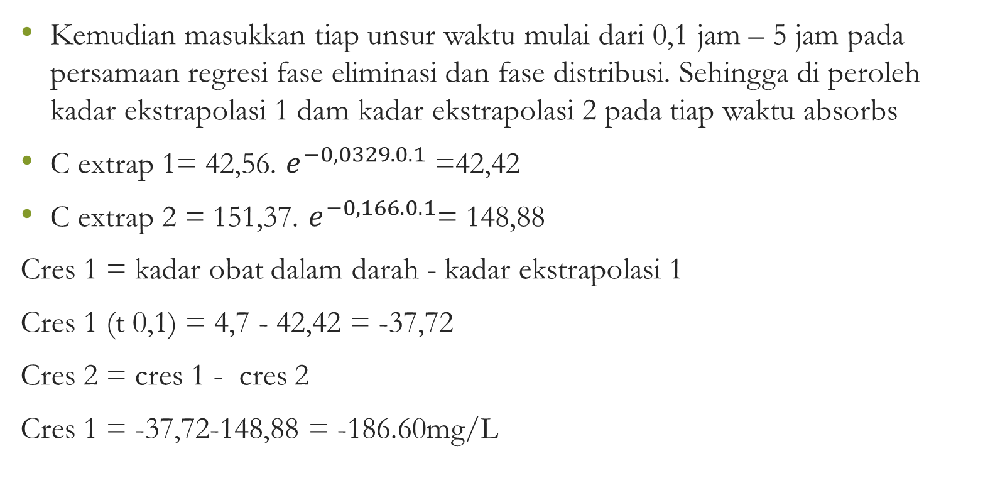 • Kemudian masukkan tiap unsur waktu mulai dari 0,1 jam – 5 jam pada
persamaan regresi fase eliminasi dan fase distribusi. Sehingga di peroleh
kadar ekstrapolasi 1 dam kadar ekstrapolasi 2 pada tiap waktu absorbs
• C extrap 1= 42,56. e^−0,0329.0.1 =42,42
• C extrap 2 = 151,37. e^−0,166.0.1= 148,88
Cres 1 = kadar obat dalam darah - kadar ekstrapolasi 1
Cres 1 (t 0,1) = 4,7 - 42,42 = -37,72
Cres 2 = cres 1 - cres 2
Cres 1 = -37,72-148,88 = -186.60mg/L